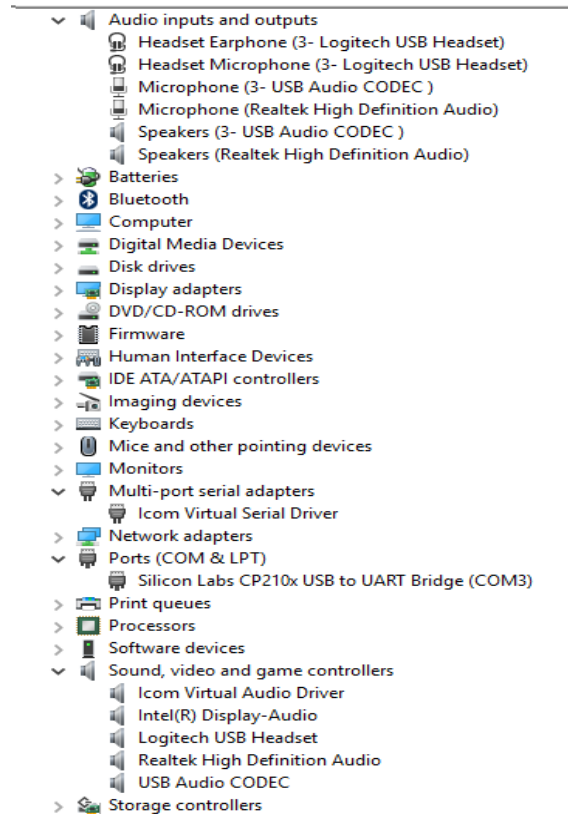 Audio inputs and outputs
Headset Earphone (3- Logitech USB Headset)
Headset Microphone (3- Logitech USB Headset)
Microphone (3- USB Audio CODEC )
Microphone (Realtek High Definition Audio)
Speakers (3- USB Audio CODEC )
Speakers (Realtek High Definition Audio)
Batteries
Bluetooth
Computer
Digital Media Devices
Disk drives
Display adapters
DVD/CD-ROM drives
Firmware
Human Interface Devices
IDE ATA/ATAPI controllers
Imaging devices
Keyboards
Mice and other pointing devices
Monitors
Multi-port serial adapters
Icom Virtual Serial Driver
Network adapters
Ports (COM & LPT)
Silicon Labs CP210x USB to UART Bridge (COM3)
Print queues
Processors
Software devices
Sound, video and game controllers
Icom Virtual Audio Driver
Intel(R) Display-Audio
Logitech USB Headset
Realtek High Definition Audio
USB Audio CODEC
Storage controllers